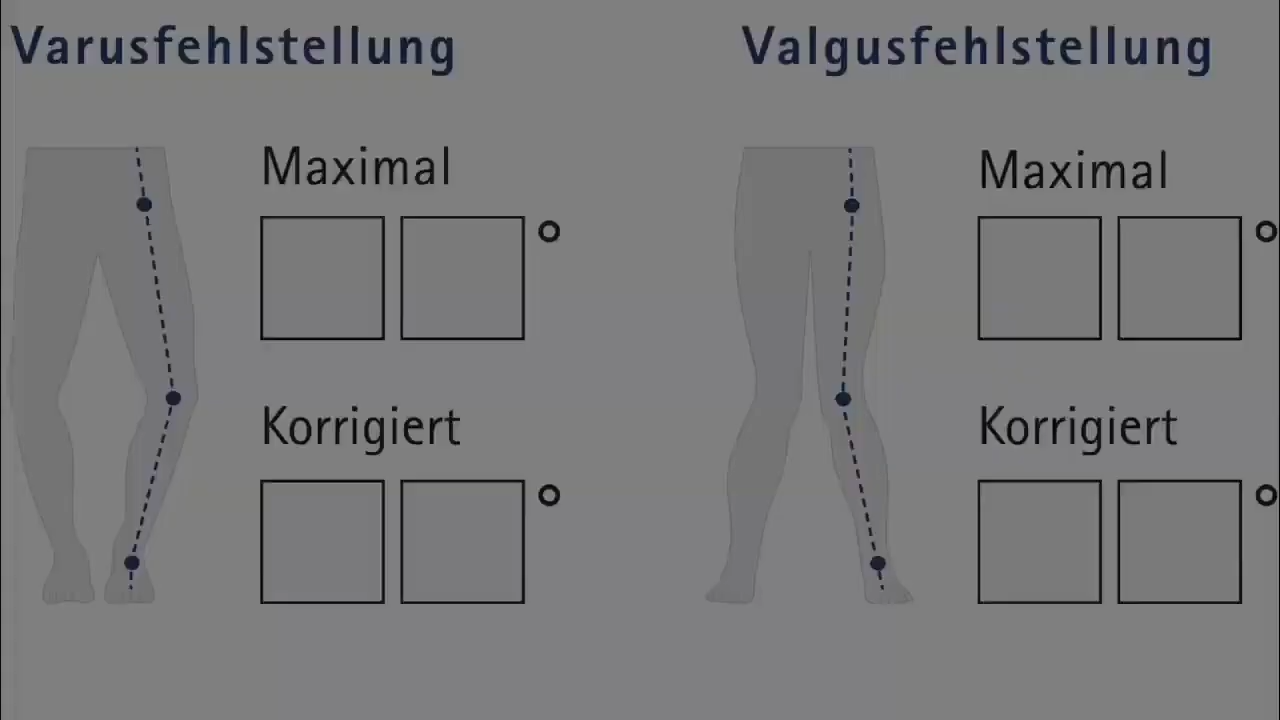 Varusfehlstellung
Maximal
°
Korrigiert
°
Valgusfehlstellung
Maximal
°
Korrigiert
°